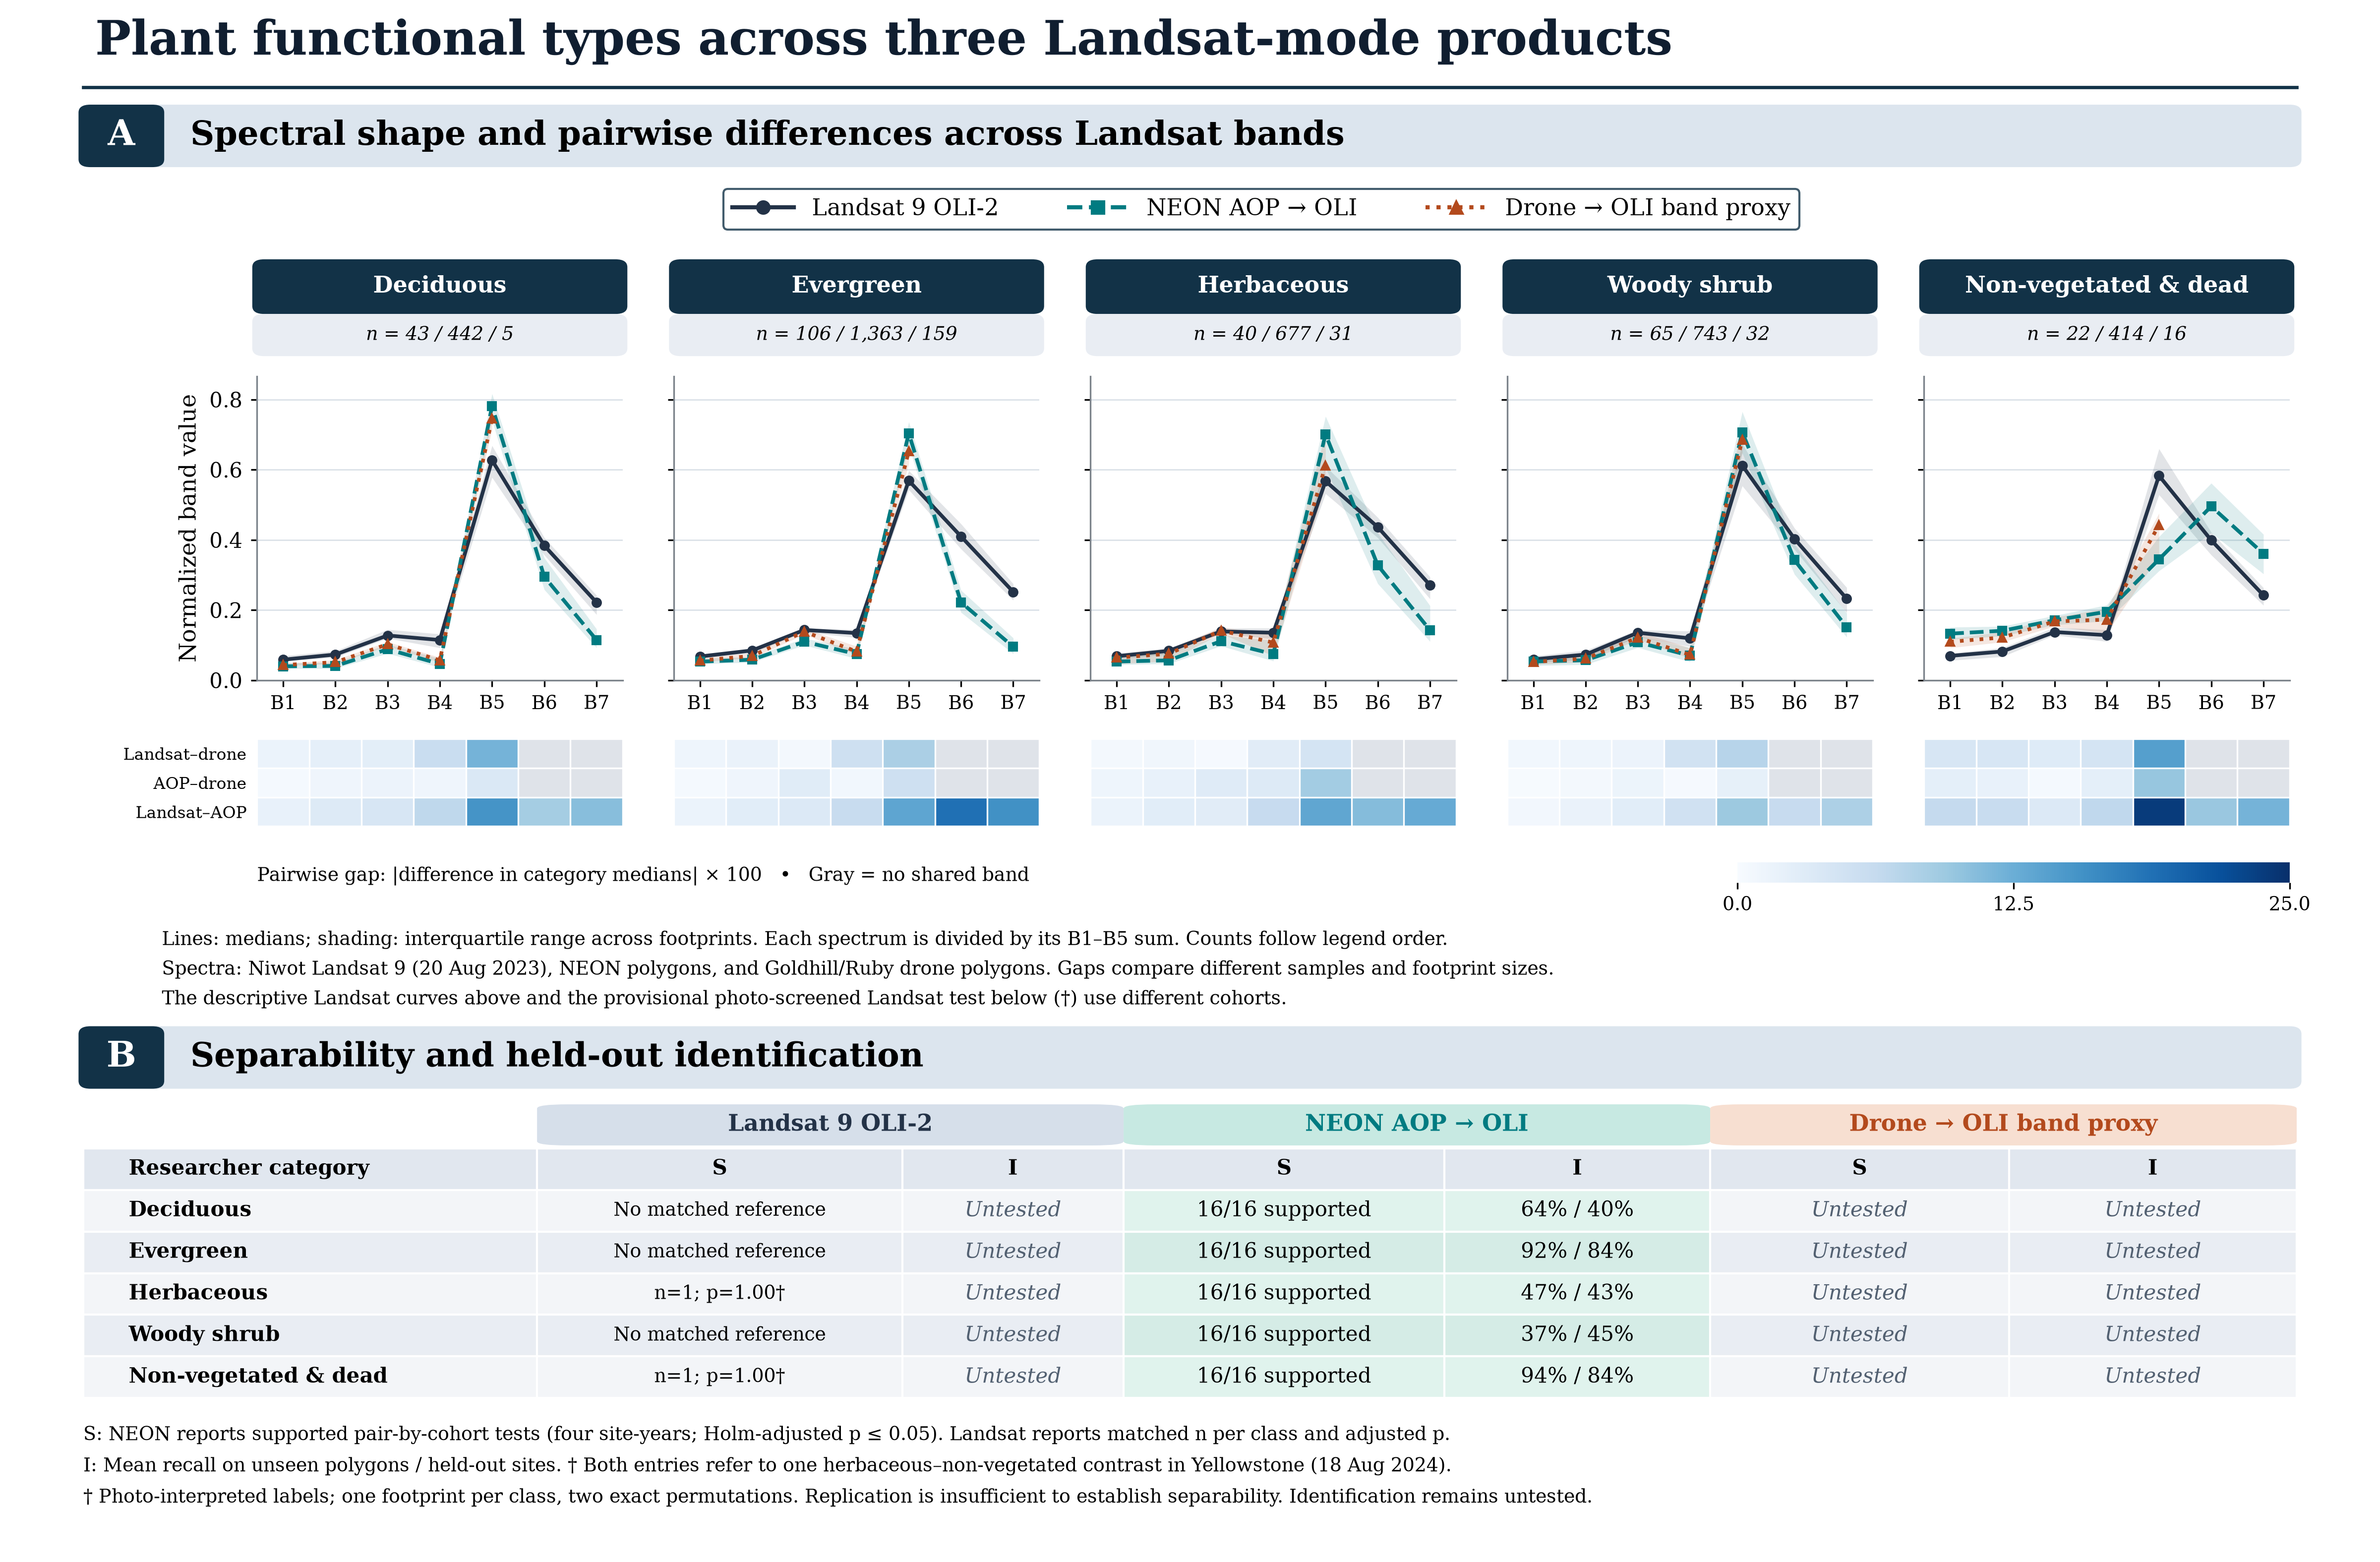 Plant functional types across three Landsat-mode products
A Spectral shape and pairwise differences across Landsat bands
Landsat 9 OLI-2 NEON AOP → OLI Drone → OLI band proxy
Deciduous Evergreen Herbaceous Woody shrub Non-vegetated & dead
n = 43 / 442 / 5 n = 106 / 1,363 / 159 n = 40 / 677 / 31 n = 65 / 743 / 32 n = 22 / 414 / 16
Normalized band value
0.8
0.6
0.4
0.2
0.0
B1 B2 B3 B4 B5 B6 B7 B1 B2 B3 B4 B5 B6 B7 B1 B2 B3 B4 B5 B6 B7 B1 B2 B3 B4 B5 B6 B7 B1 B2 B3 B4 B5 B6 B7
Landsat–drone
AOP–drone
Landsat–AOP
Pairwise gap: |difference in category medians| × 100 • Gray = no shared band
0.0 12.5 25.0
Lines: medians; shading: interquartile range across footprints. Each spectrum is divided by its B1–B5 sum. Counts follow legend order.
Spectra: Niwot Landsat 9 (20 Aug 2023), NEON polygons, and Goldhill/Ruby drone polygons. Gaps compare different samples and footprint sizes.
The descriptive Landsat curves above and the provisional photo-screened Landsat test below (†) use different cohorts.
B Separability and held-out identification
Landsat 9 OLI-2 NEON AOP → OLI Drone → OLI band proxy
Researcher category S I S I S I
Deciduous No matched reference Untested 16/16 supported 64% / 40% Untested Untested
Evergreen No matched reference Untested 16/16 supported 92% / 84% Untested Untested
Herbaceous n=1; p=1.00† Untested 16/16 supported 47% / 43% Untested Untested
Woody shrub No matched reference Untested 16/16 supported 37% / 45% Untested Untested
Non-vegetated & dead n=1; p=1.00† Untested 16/16 supported 94% / 84% Untested Untested
S: NEON reports supported pair-by-cohort tests (four site-years; Holm-adjusted p ≤ 0.05). Landsat reports matched n per class and adjusted p.
I: Mean recall on unseen polygons / held-out sites. † Both entries refer to one herbaceous–non-vegetated contrast in Yellowstone (18 Aug 2024).
† Photo-interpreted labels; one footprint per class, two exact permutations. Replication is insufficient to establish separability. Identification remains untested.